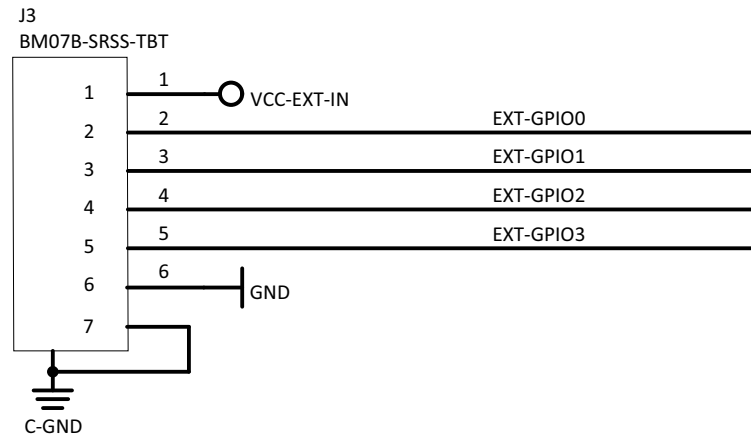 J3
BM07B-SRSS-TBT
1 1 VCC-EXT-IN
2 2 EXT-GPIO0
3 3 EXT-GPIO1
4 4 EXT-GPIO2
5 5 EXT-GPIO3
6 6 GND
7
C-GND